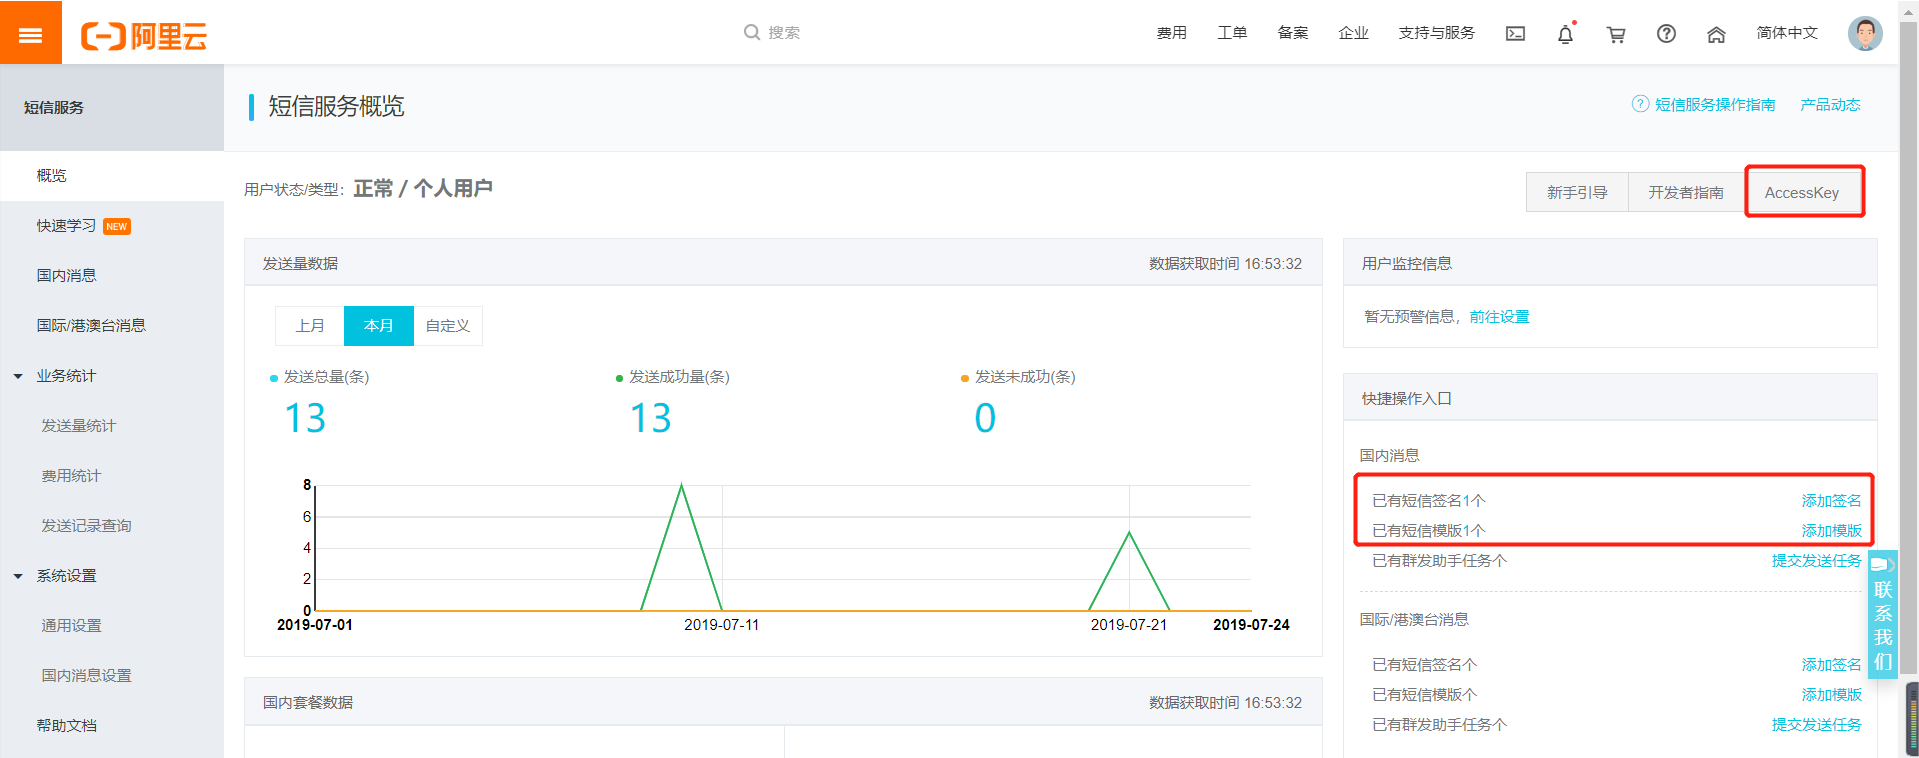 阿里云
搜索
费用 工单 备案 企业 支持与服务 简体中文
短信服务
概览
快速学习 NEW
国内消息
国际/港澳台消息
业务统计
发送量统计
费用统计
发送记录查询
系统设置
通用设置
国内消息设置
帮助文档
短信服务概览
短信服务操作指南 产品动态
用户状态/类型: 正常 / 个人用户
新手引导 开发者指南 AccessKey
发送量数据 数据获取时间 16:53:32
上月 本月 自定义
发送总量(条) 发送成功量(条) 发送未成功(条)
13 13 0
8
6
4
2
0
2019-07-01 2019-07-11 2019-07-21 2019-07-24
国内套餐数据 数据获取时间 16:53:32
用户监控信息
暂无预警信息，前往设置
快捷操作入口
国内消息
已有短信签名1个 添加签名
已有短信模版1个 添加模版
已有群发助手任务个 提交发送任务
国际/港澳台消息
已有短信签名个 添加签名
已有短信模版个 添加模版
已有群发助手任务个 提交发送任务
联系我们